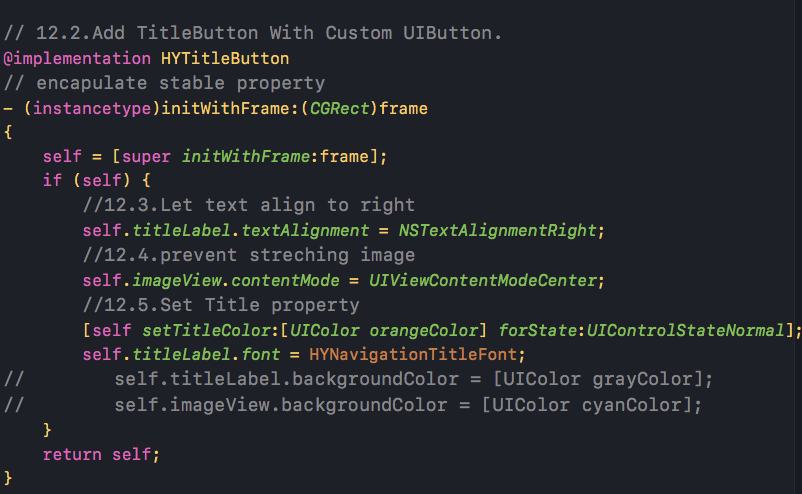 // 12.2.Add TitleButton With Custom UIButton.
@implementation HYTitleButton
// encapulate stable property
- (instancetype)initWithFrame:(CGRect)frame
{
    self = [super initWithFrame:frame];
    if (self) {
        //12.3.Let text align to right
        self.titleLabel.textAlignment = NSTextAlignmentRight;
        //12.4.prevent streching image
        self.imageView.contentMode = UIViewContentModeCenter;
        //12.5.Set Title property
        [self setTitleColor:[UIColor orangeColor] forState:UIControlStateNormal];
        self.titleLabel.font = HYNavigationTitleFont;
//         self.titleLabel.backgroundColor = [UIColor grayColor];
//         self.imageView.backgroundColor = [UIColor cyanColor];
    }
    return self;
}